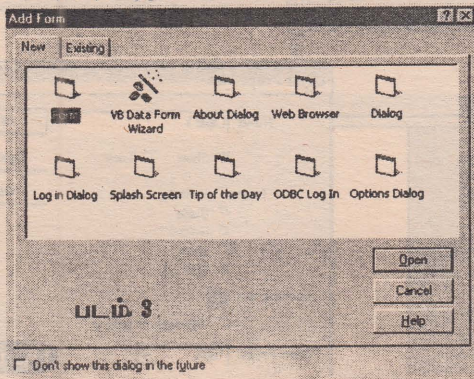 Add Form
New Existing
Form VB Data Form Wizard About Dialog Web Browser Dialog
Log in Dialog Splash Screen Tip of the Day ODBC Log In Options Dialog
Open
Cancel
Help
படம் 3
Don't show this dialog in the future